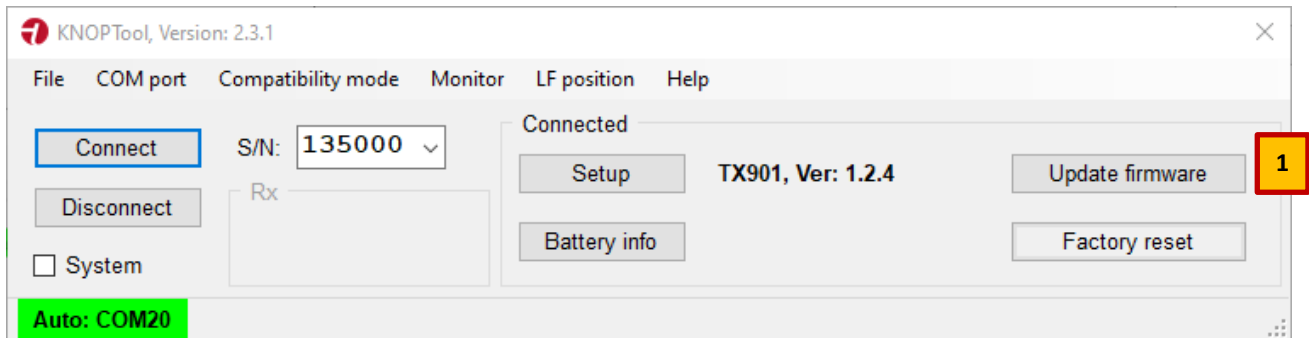 KNOPTool, Version: 2.3.1
File COM port Compatibility mode Monitor LF position Help
Connected
Connect S/N: 135000
Setup TX901, Ver: 1.2.4 Update firmware 1
Rx
Disconnect
Battery info Factory reset
System
Auto: COM20